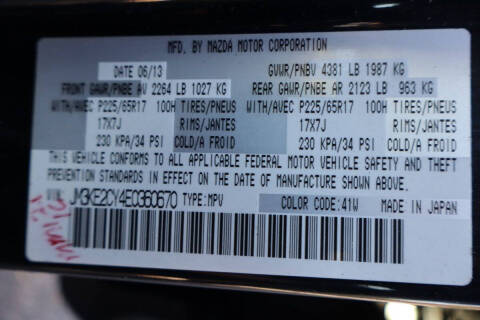 MFD. BY MAZDA MOTOR CORPORATION
DATE 06/13 GVWR/PNBV 4381 LB 1987 KG
FRONT GAWR/PNBE AV 2264 LB 1027 KG REAR GAWR/PNBE AR 2123 LB 963 KG
WITH/AVEC P225/65R17 100H TIRES/PNEUS WITH/AVEC P225/65R17 100H TIRES/PNEUS
17X7J RIMS/JANTES 17X7J RIMS/JANTES
230 KPA/34 PSI COLD/A FROID 230 KPA/34 PSI COLD/A FROID
THIS VEHICLE CONFORMS TO ALL APPLICABLE FEDERAL MOTOR VEHICLE SAFETY AND THEFT
PREVENTION STANDARDS IN EFFECT ON THE DATE OF MANUFACTURE SHOWN ABOVE.
JM3KE2CY4E0360670 TYPE: MPV COLOR CODE: 41W MADE IN JAPAN